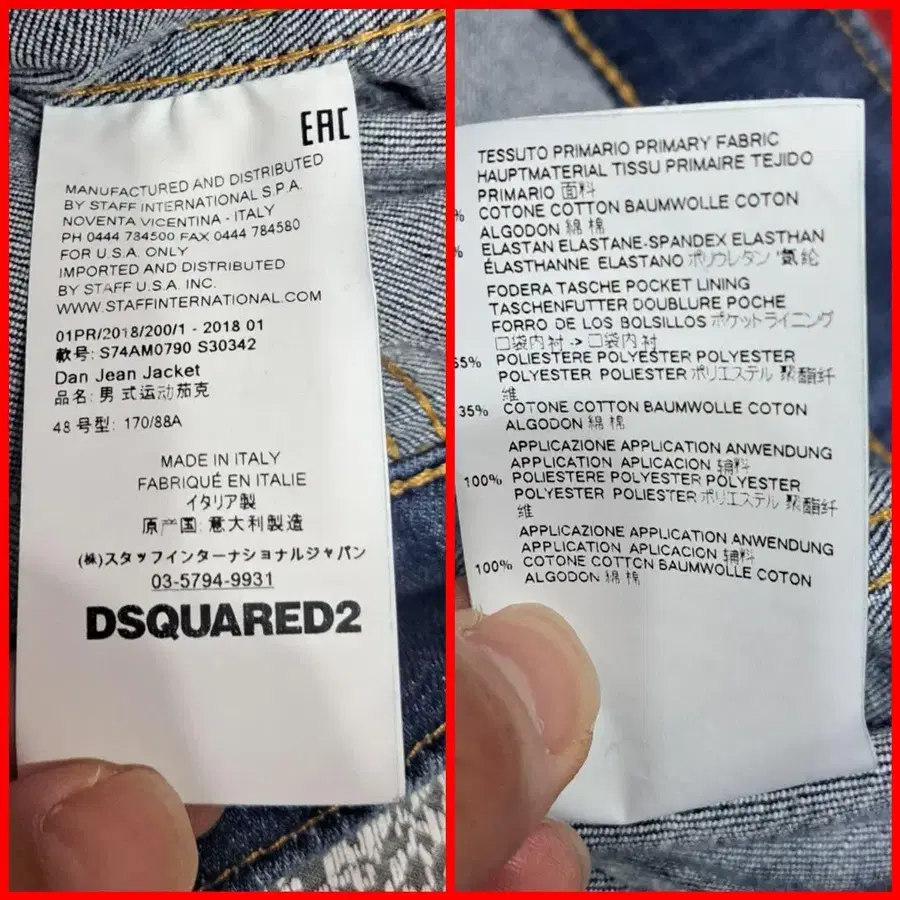 EAC
MANUFACTURED AND DISTRIBUTED
BY STAFF INTERNATIONAL S.P.A.
NOVENTA VICENTINA - ITALY
PH 0444 784500 FAX 0444 784580
FOR U.S.A. ONLY
IMPORTED AND DISTRIBUTED
BY STAFF U.S.A. INC.
WWW.STAFFINTERNATIONAL.COM
01PR/2018/200/1 - 2018 01
款号: S74AM0790 S30342
Dan Jean Jacket
品名: 男式运动茄克
48 号型: 170/88A
MADE IN ITALY
FABRIQUÉ EN ITALIE
イタリア製
原产国: 意大利製造
(株)スタッフインターナショナルジャパン
03-5794-9931
DSQUARED2
TESSUTO PRIMARIO PRIMARY FABRIC
HAUPTMATERIAL TISSU PRIMAIRE TEJIDO
PRIMARIO 面料
% COTONE COTTON BAUMWOLLE COTON
ALGODON 綿 棉
% ELASTAN ELASTANE-SPANDEX ELASTHAN
ÉLASTHANNE ELASTANO ポリウレタン 氨纶
FODERA TASCHE POCKET LINING
TASCHENFUTTER DOUBLURE POCHE
FORRO DE LOS BOLSILLOS ポケットライニング
口袋内衬 -> 口袋内衬
65% POLIESTERE POLYESTER POLYESTER
POLYESTER POLIESTER ポリエステル 聚酯纤
维
35% COTONE COTTON BAUMWOLLE COTON
ALGODON 綿 棉
APPLICAZIONE APPLICATION ANWENDUNG
APPLICATION APLICACION 辅料
100% POLIESTERE POLYESTER POLYESTER
POLYESTER POLIESTER ポリエステル 聚酯纤
维
APPLICAZIONE APPLICATION ANWENDUNG
APPLICATION APLICACION 辅料
100% COTONE COTTON BAUMWOLLE COTON
ALGODON 綿 棉